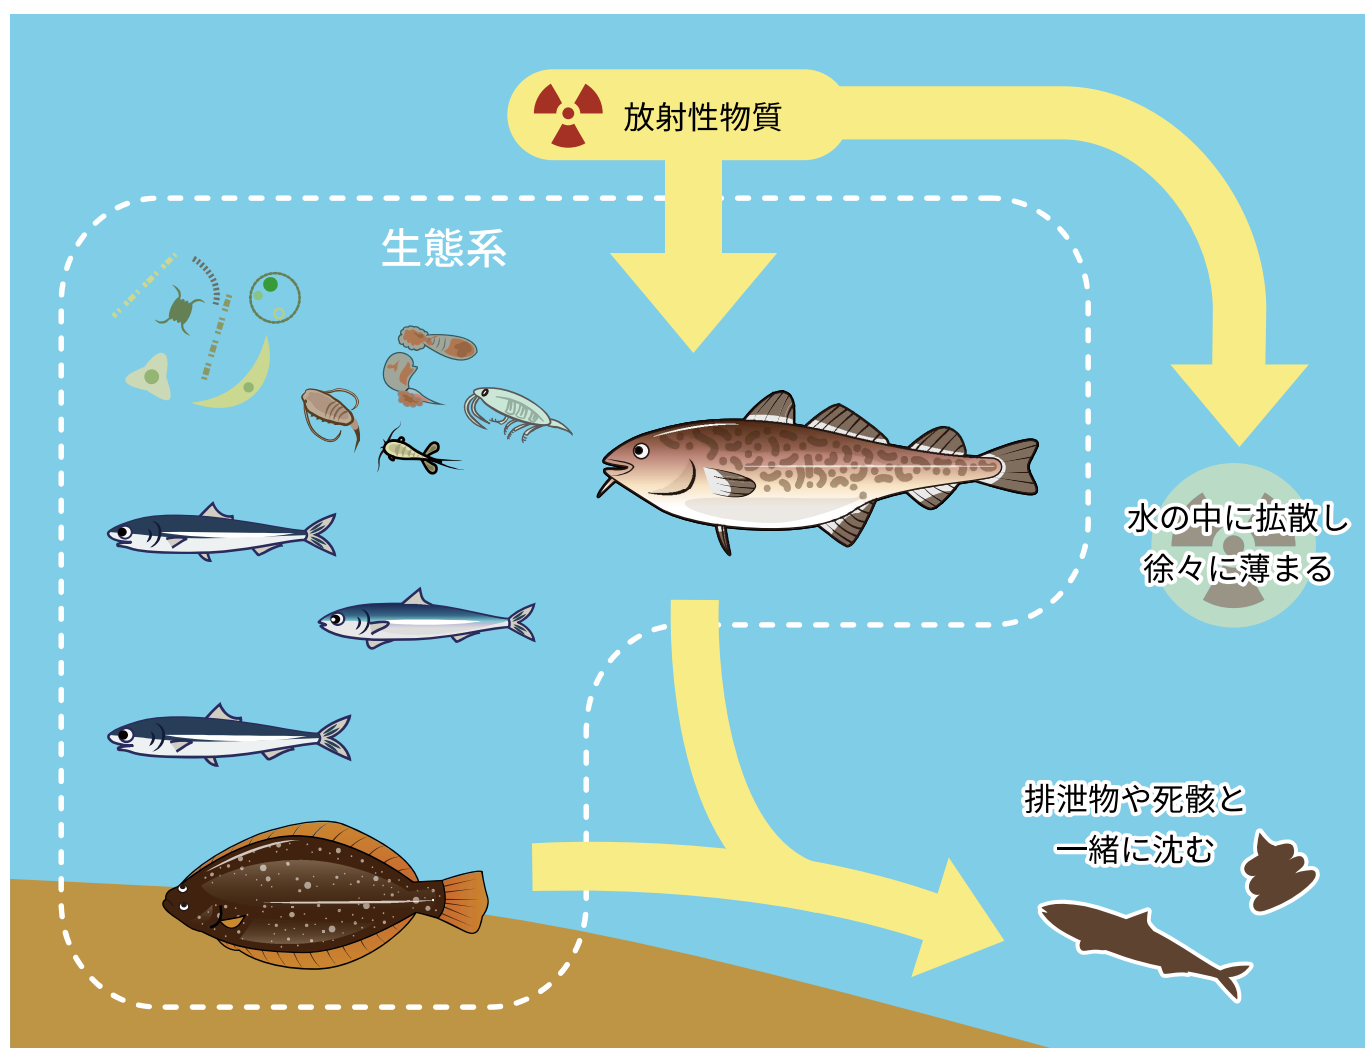 放射性物質
生態系
水の中に拡散し
徐々に薄まる
排泄物や死骸と
一緒に沈む